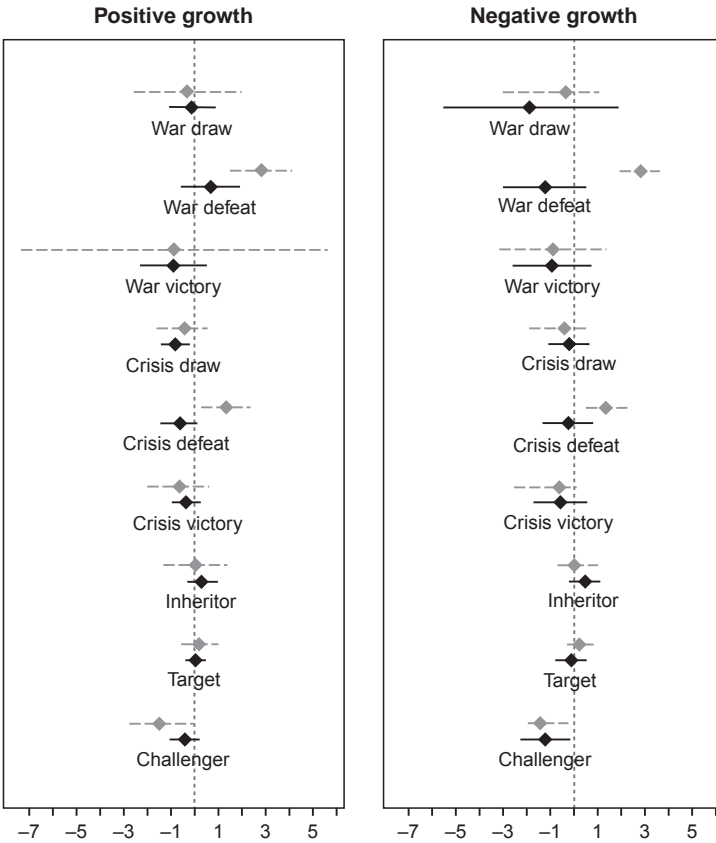 Positive growth
War draw
War defeat
War victory
Crisis draw
Crisis defeat
Crisis victory
Inheritor
Target
Challenger
–7 –5 –3 –1 1 3 5
Negative growth
War draw
War defeat
War victory
Crisis draw
Crisis defeat
Crisis victory
Inheritor
Target
Challenger
–7 –5 –3 –1 1 3 5